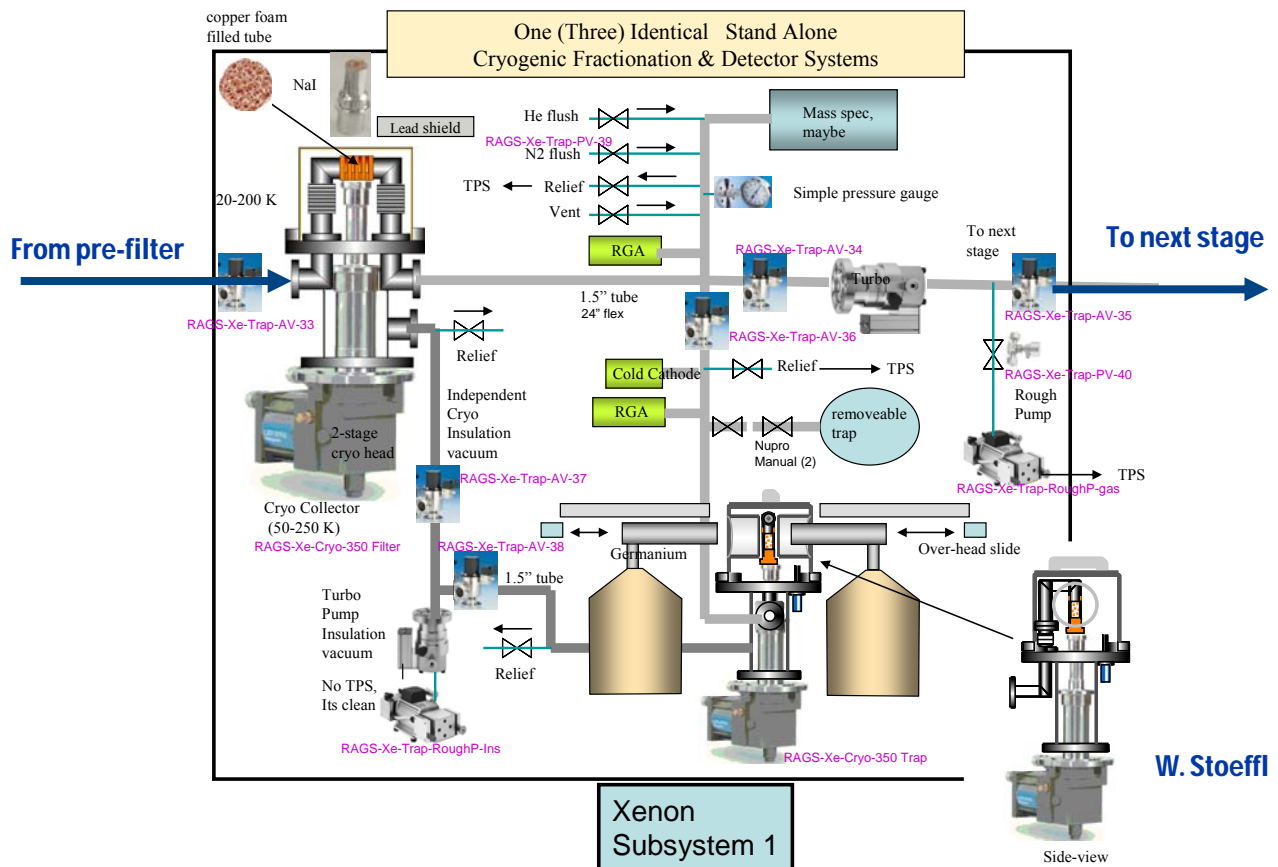 copper foam
filled tube
One (Three) Identical Stand Alone
Cryogenic Fractionation & Detector Systems
NaI
Lead shield
He flush
RAGS-Xe-Trap-PV-39
N2 flush
Mass spec,
maybe
TPS
Relief
Vent
Simple pressure gauge
20-200 K
From pre-filter
RGA
RAGS-Xe-Trap-AV-34
To next
stage
To next stage
Turbo
RAGS-Xe-Trap-AV-33
1.5” tube
24” flex
RAGS-Xe-Trap-AV-35
RAGS-Xe-Trap-AV-36
Relief
Cold Cathode
Relief
TPS
RAGS-Xe-Trap-PV-40
Rough
Pump
Independent
Cryo
Insulation
vacuum
RGA
removeable
trap
Nupro
Manual (2)
2-stage
cryo head
RAGS-Xe-Trap-AV-37
TPS
RAGS-Xe-Trap-RoughP-gas
Cryo Collector
(50-250 K)
RAGS-Xe-Cryo-350 Filter
RAGS-Xe-Trap-AV-38
Germanium
Over-head slide
1.5” tube
Turbo
Pump
Insulation
vacuum
Relief
No TPS,
Its clean
RAGS-Xe-Trap-RoughP-Ins
RAGS-Xe-Cryo-350 Trap
W. Stoeffl
Xenon
Subsystem 1
Side-view